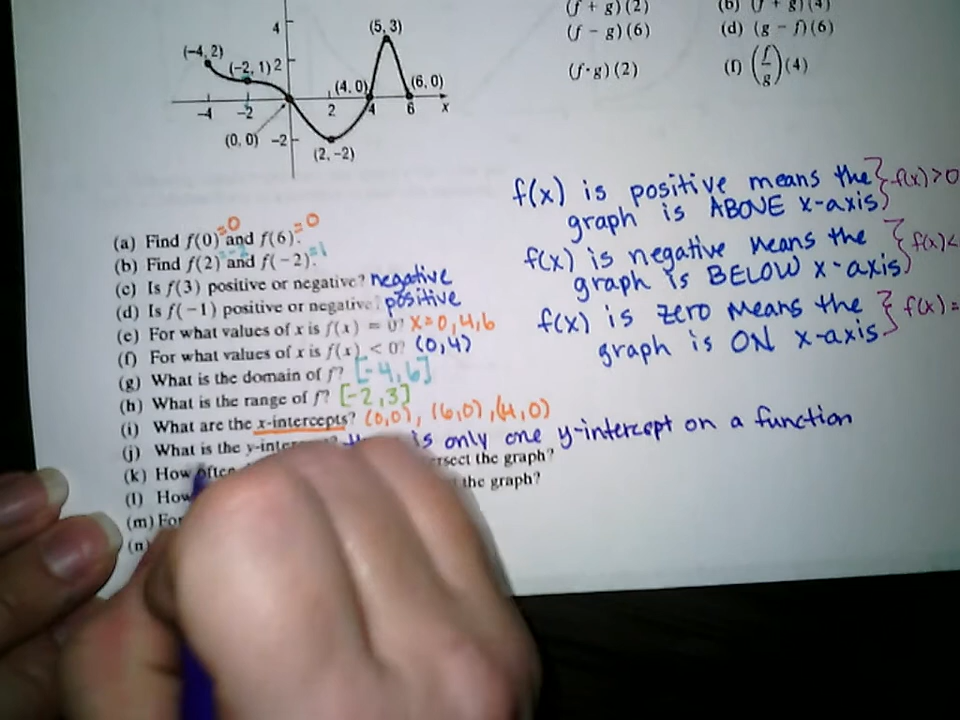 (f + g)(2) (b) (f + g)(4)
(f − g)(6) (d) (g − f)(6)
(f·g)(2) (f) (f/g)(4)
4 (5, 3)
(−4, 2) (−2, 1) 2 (4, 0) (6, 0)
−4 −2 2 4 6 x
(0, 0) −2 (2, −2)
(a) Find f(0) =0 and f(6). =0
(b) Find f(2) =-2 and f(−2). =1
(c) Is f(3) positive or negative? negative
(d) Is f(−1) positive or negative? positive
(e) For what values of x is f(x) = 0? x=0,4,6
(f) For what values of x is f(x) < 0? (0,4)
(g) What is the domain of f? [-4,6]
(h) What is the range of f? [-2,3]
(i) What are the x-intercepts? (0,0), (6,0), (4,0)
(j) What is the is only one y-intercept on a function
(k) How often the graph?
(l) How the graph?
(m) For
(n)
f(x) is positive means the } f(x)>0
graph is ABOVE x-axis
f(x) is negative means the { f(x)<
graph is BELOW x-axis
f(x) is zero means the } f(x)=
graph is ON x-axis